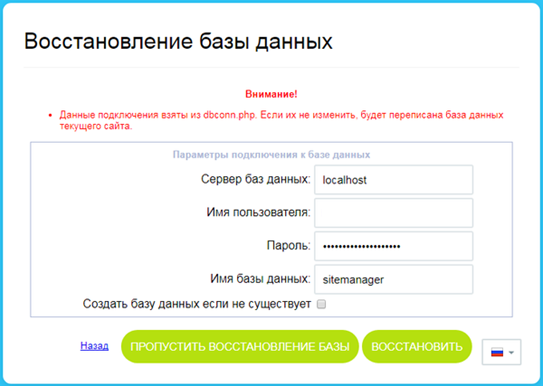 Восстановление базы данных
Внимание!
Данные подключения взяты из dbconn.php. Если их не изменить, будет переписана база данных
текущего сайта.
Параметры подключения к базе данных
Сервер баз данных: localhost
Имя пользователя:
Пароль: ••••••••••••••••••••
Имя базы данных: sitemanager
Создать базу данных если не существует
Назад ПРОПУСТИТЬ ВОССТАНОВЛЕНИЕ БАЗЫ ВОССТАНОВИТЬ